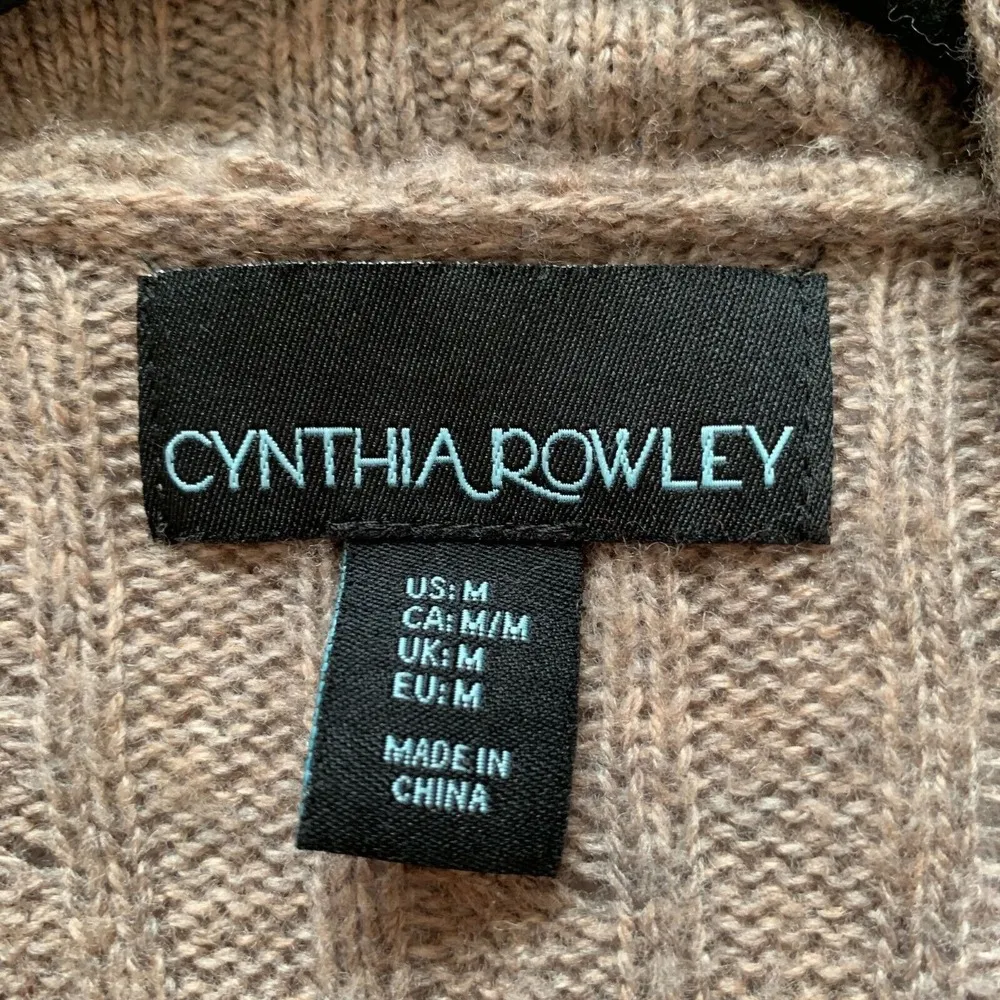 CYNTHIA ROWLEY
US: M
CA: M/M
UK: M
EU: M
MADE IN
CHINA